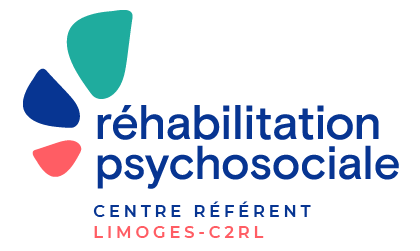 réhabilitation
psychosociale
CENTRE RÉFÉRENT
LIMOGES-C2RL